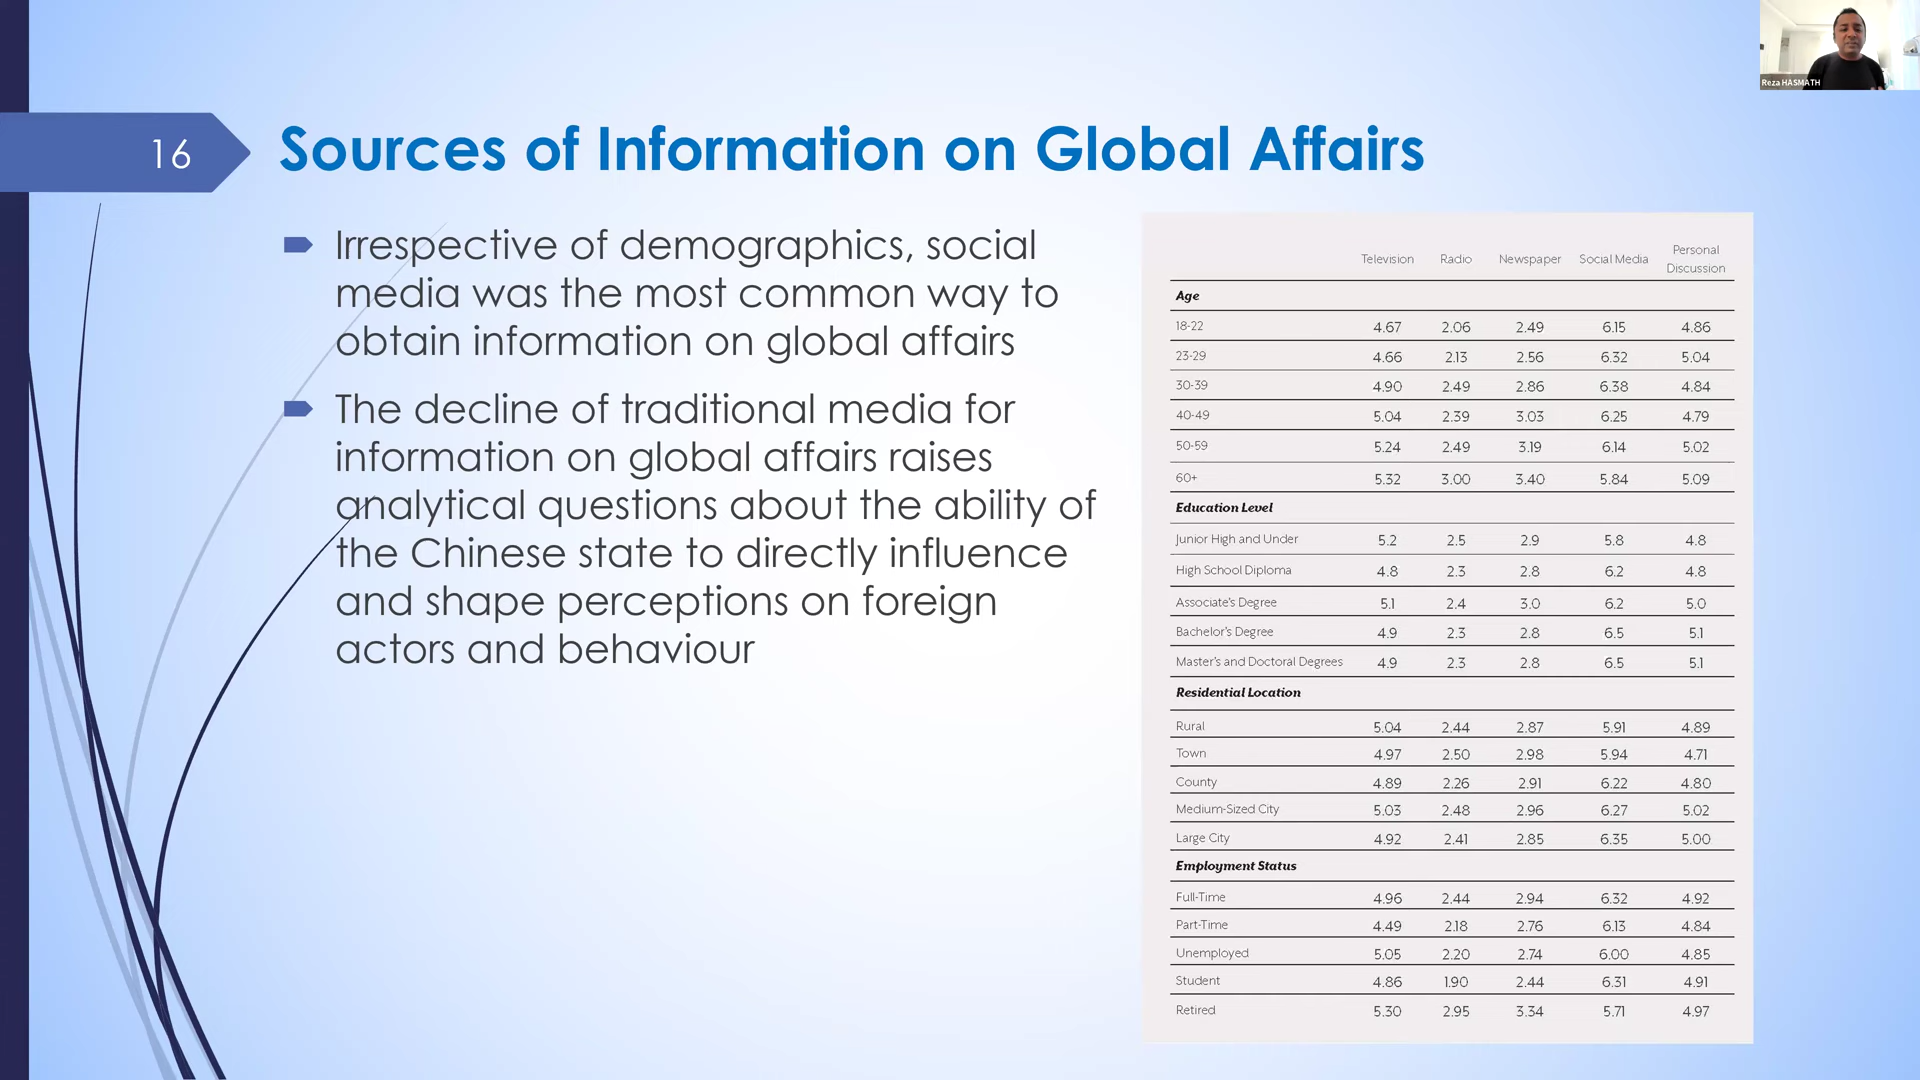 16
Sources of Information on Global Affairs
Irrespective of demographics, social
media was the most common way to
obtain information on global affairs
The decline of traditional media for
information on global affairs raises
analytical questions about the ability of
the Chinese state to directly influence
and shape perceptions on foreign
actors and behaviour
Television Radio Newspaper Social Media Personal Discussion
Age
18-22 4.67 2.06 2.49 6.15 4.86
23-29 4.66 2.13 2.56 6.32 5.04
30-39 4.90 2.49 2.86 6.38 4.84
40-49 5.04 2.39 3.03 6.25 4.79
50-59 5.24 2.49 3.19 6.14 5.02
60+ 5.32 3.00 3.40 5.84 5.09
Education Level
Junior High and Under 5.2 2.5 2.9 5.8 4.8
High School Diploma 4.8 2.3 2.8 6.2 4.8
Associate's Degree 5.1 2.4 3.0 6.2 5.0
Bachelor's Degree 4.9 2.3 2.8 6.5 5.1
Master's and Doctoral Degrees 4.9 2.3 2.8 6.5 5.1
Residential Location
Rural 5.04 2.44 2.87 5.91 4.89
Town 4.97 2.50 2.98 5.94 4.71
County 4.89 2.26 2.91 6.22 4.80
Medium-Sized City 5.03 2.48 2.96 6.27 5.02
Large City 4.92 2.41 2.85 6.35 5.00
Employment Status
Full-Time 4.96 2.44 2.94 6.32 4.92
Part-Time 4.49 2.18 2.76 6.13 4.84
Unemployed 5.05 2.20 2.74 6.00 4.85
Student 4.86 1.90 2.44 6.31 4.91
Retired 5.30 2.95 3.34 5.71 4.97
Reza HASMATH